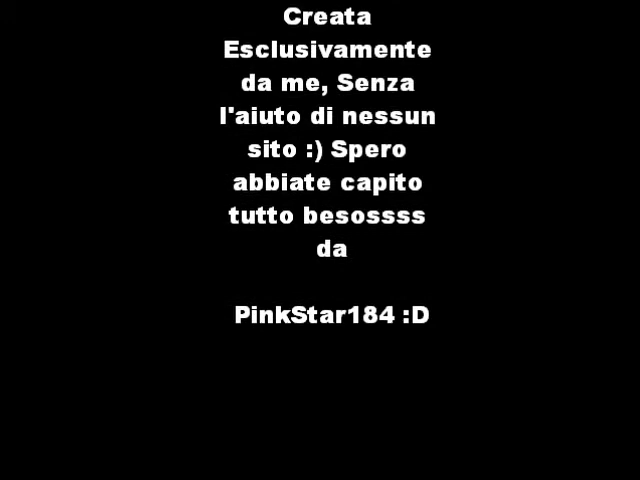 Creata
Esclusivamente
da me, Senza
l'aiuto di nessun
sito :) Spero
abbiate capito
tutto besossss
da
PinkStar184 :D